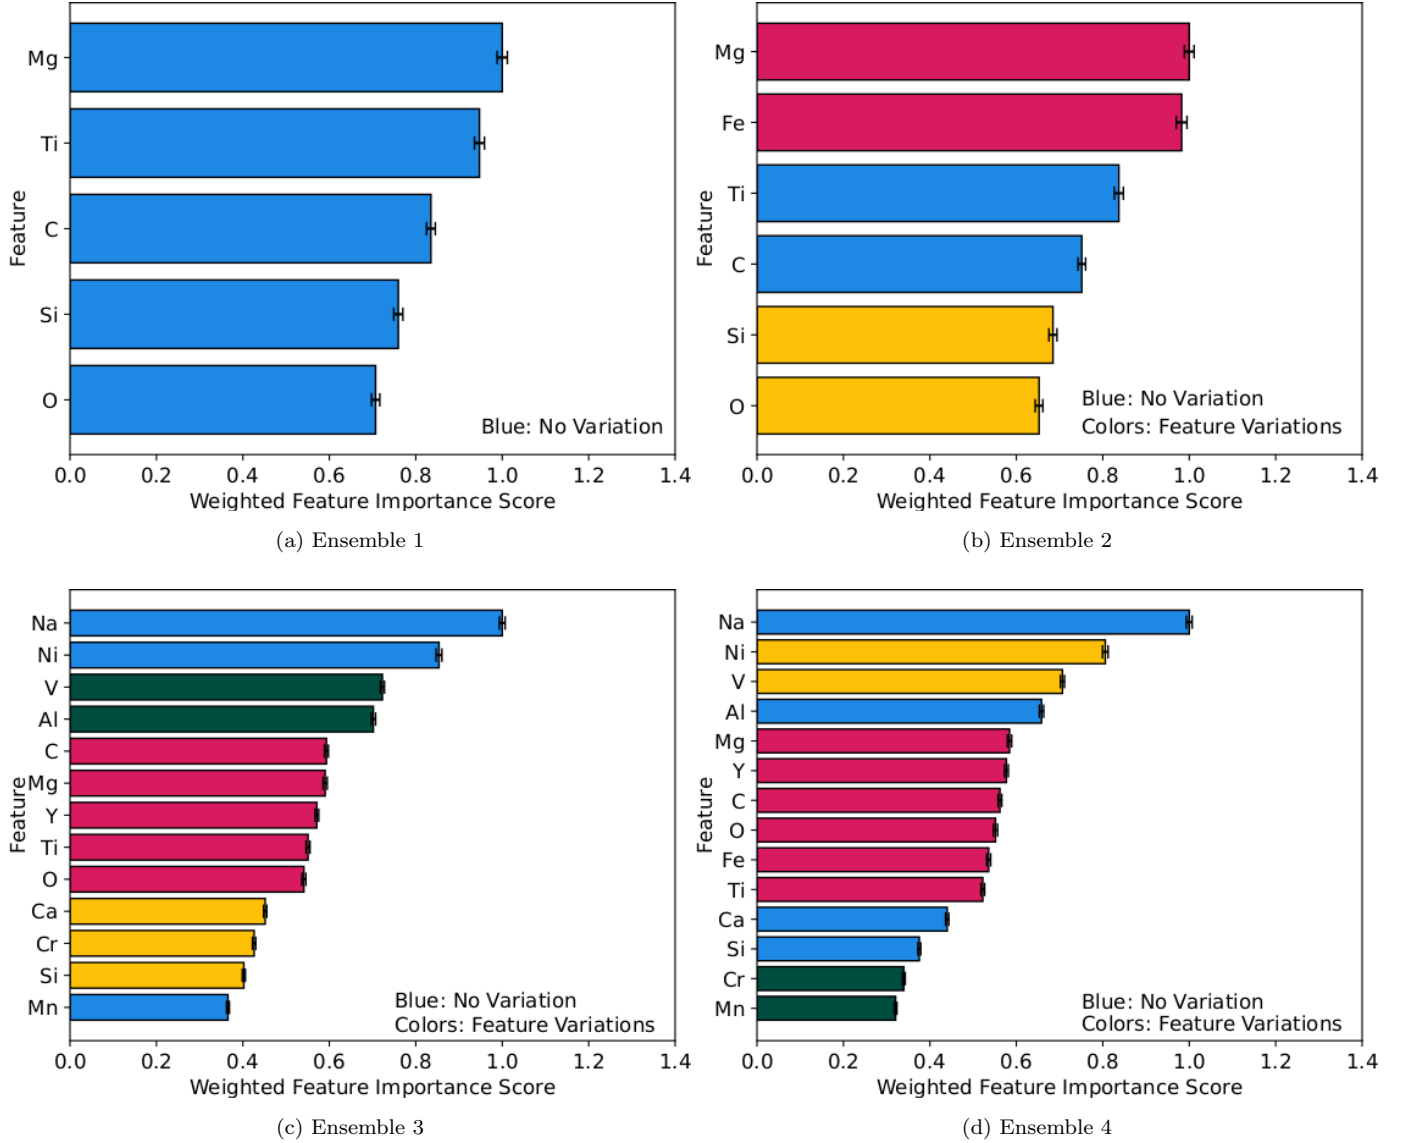 Feature
Mg
Ti
C
Si
O
Blue: No Variation
0.0 0.2 0.4 0.6 0.8 1.0 1.2 1.4
Weighted Feature Importance Score
(a) Ensemble 1
Feature
Mg
Fe
Ti
C
Si
O
Blue: No Variation
Colors: Feature Variations
0.0 0.2 0.4 0.6 0.8 1.0 1.2 1.4
Weighted Feature Importance Score
(b) Ensemble 2
Feature
Na
Ni
V
Al
C
Mg
Y
Ti
O
Ca
Cr
Si
Mn
Blue: No Variation
Colors: Feature Variations
0.0 0.2 0.4 0.6 0.8 1.0 1.2 1.4
Weighted Feature Importance Score
(c) Ensemble 3
Feature
Na
Ni
V
Al
Mg
Y
C
O
Fe
Ti
Ca
Si
Cr
Mn
Blue: No Variation
Colors: Feature Variations
0.0 0.2 0.4 0.6 0.8 1.0 1.2 1.4
Weighted Feature Importance Score
(d) Ensemble 4